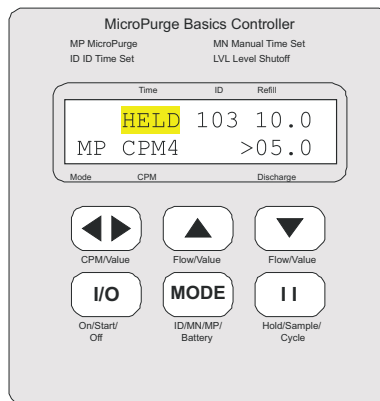 MicroPurge Basics Controller
MP MicroPurge MN Manual Time Set
ID ID Time Set LVL Level Shutoff
Time ID Refill
HELD 103 10.0
MP CPM4 >05.0
Mode CPM Discharge
CPM/Value Flow/Value Flow/Value
I/O MODE I I
On/Start/ ID/MN/MP/ Hold/Sample/
Off Battery Cycle